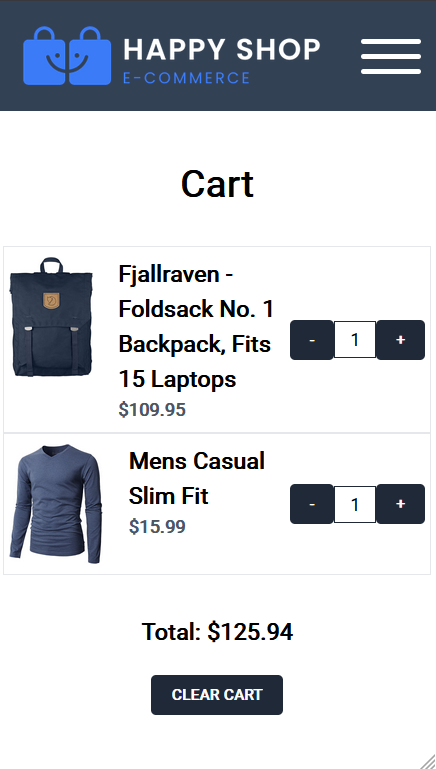 HAPPY SHOP
E-COMMERCE
Cart
Fjallraven -
Foldsack No. 1
Backpack, Fits
15 Laptops
$109.95
- 1 +
Mens Casual
Slim Fit
$15.99
- 1 +
Total: $125.94
CLEAR CART